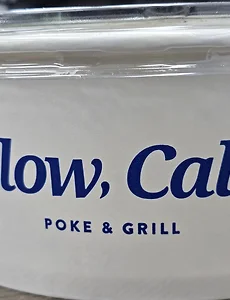 low, Cal
POKE & GRILL